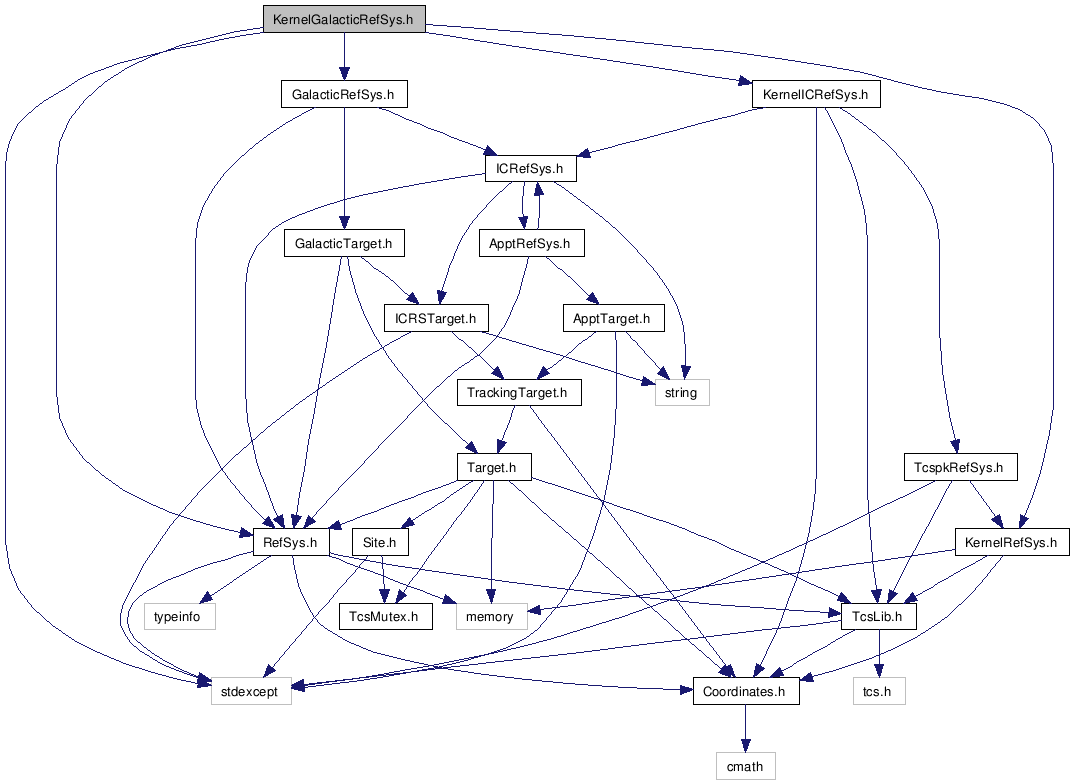 KernelGalacticRefSys.h
GalacticRefSys.h
KernelICRefSys.h
ICRefSys.h
GalacticTarget.h
ApptRefSys.h
ICRSTarget.h
ApptTarget.h
TrackingTarget.h
string
Target.h
TcspkRefSys.h
RefSys.h
Site.h
KernelRefSys.h
typeinfo
TcsMutex.h
memory
TcsLib.h
stdexcept
Coordinates.h
tcs.h
cmath